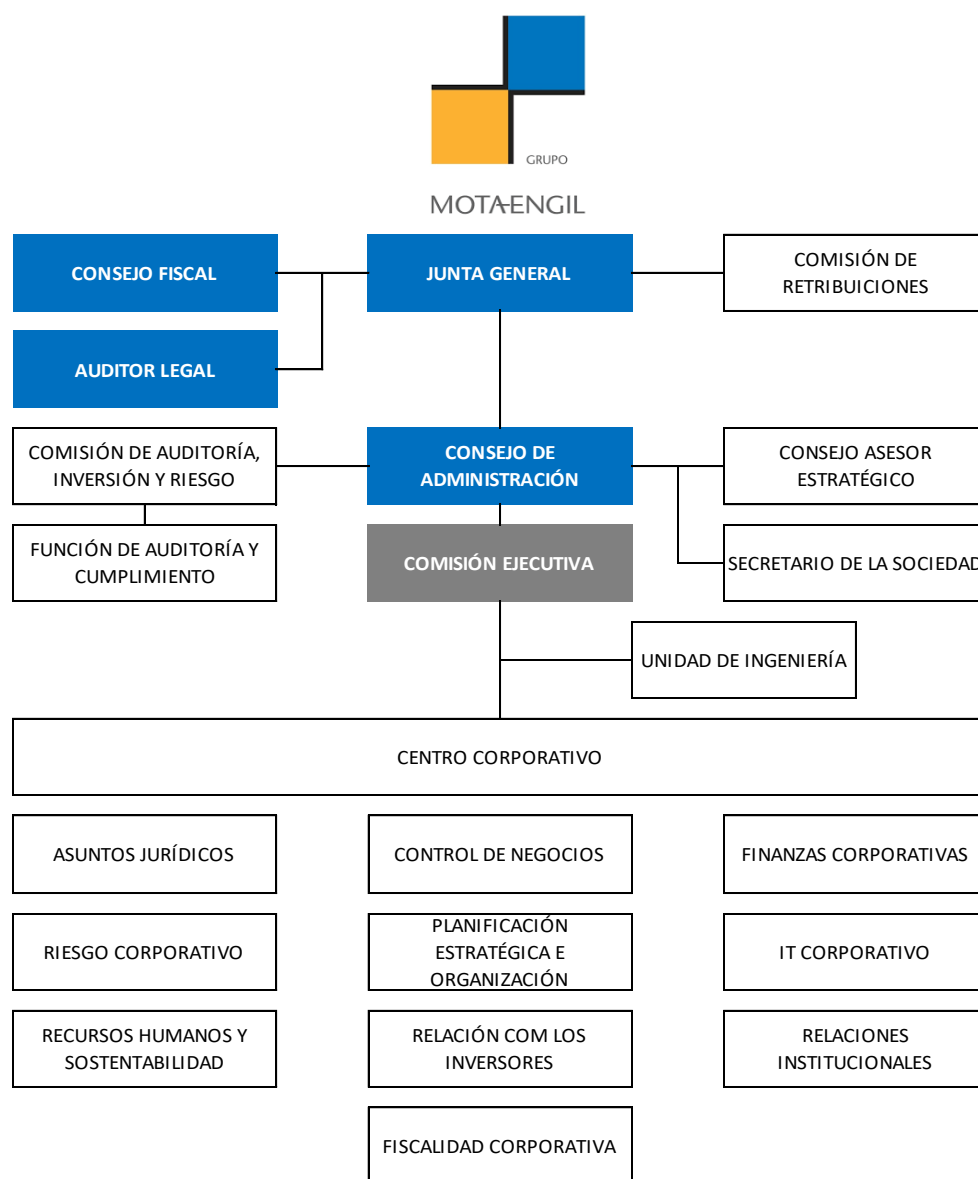 GRUPO
MOTA-ENGIL
CONSEJO FISCAL
JUNTA GENERAL
COMISIÓN DE
RETRIBUICIONES
AUDITOR LEGAL
COMISIÓN DE AUDITORÍA,
INVERSIÓN Y RIESGO
CONSEJO DE
ADMINISTRACIÓN
CONSEJO ASESOR
ESTRATÉGICO
FUNCIÓN DE AUDITORÍA Y
CUMPLIMIENTO
COMISIÓN EJECUTIVA
SECRETARIO DE LA SOCIEDAD
UNIDAD DE INGENIERÍA
CENTRO CORPORATIVO
ASUNTOS JURÍDICOS
CONTROL DE NEGOCIOS
FINANZAS CORPORATIVAS
RIESGO CORPORATIVO
PLANIFICACIÓN
ESTRATÉGICA E
ORGANIZACIÓN
IT CORPORATIVO
RECURSOS HUMANOS Y
SOSTENTABILIDAD
RELACIÓN COM LOS
INVERSORES
RELACIONES
INSTITUCIONALES
FISCALIDAD CORPORATIVA